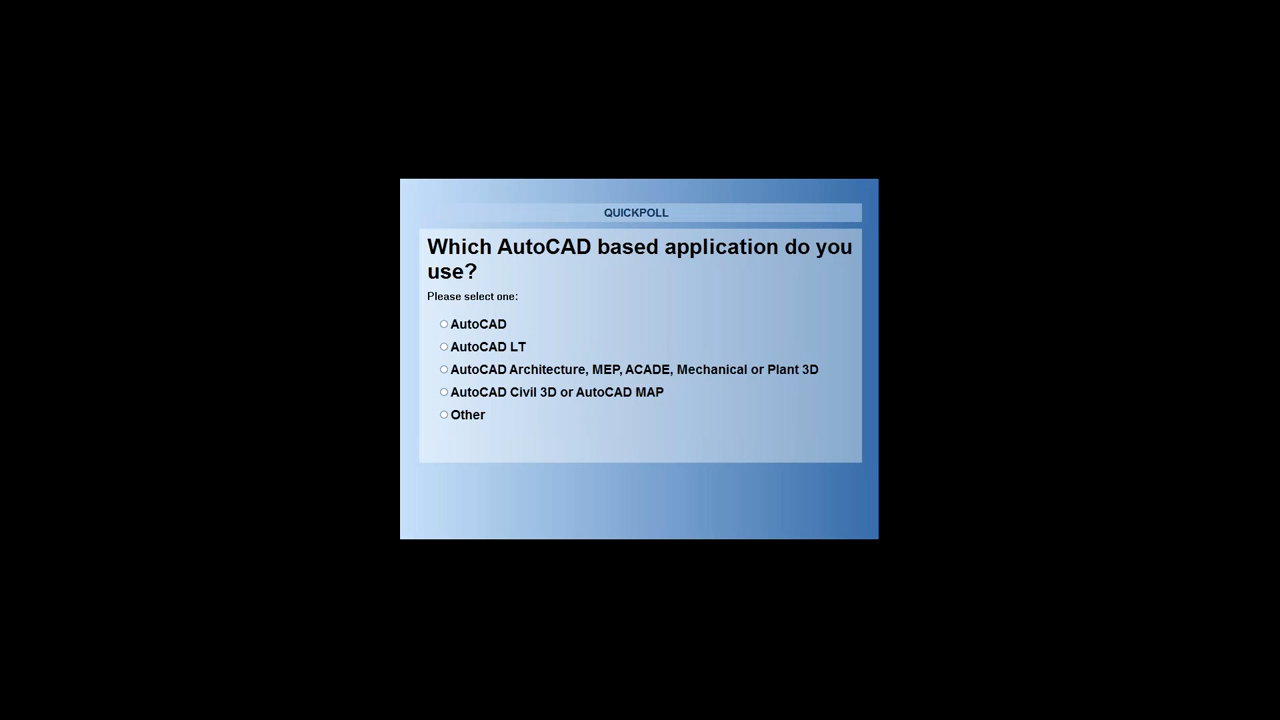 QUICKPOLL
Which AutoCAD based application do you
use?
Please select one:
AutoCAD
AutoCAD LT
AutoCAD Architecture, MEP, ACADE, Mechanical or Plant 3D
AutoCAD Civil 3D or AutoCAD MAP
Other